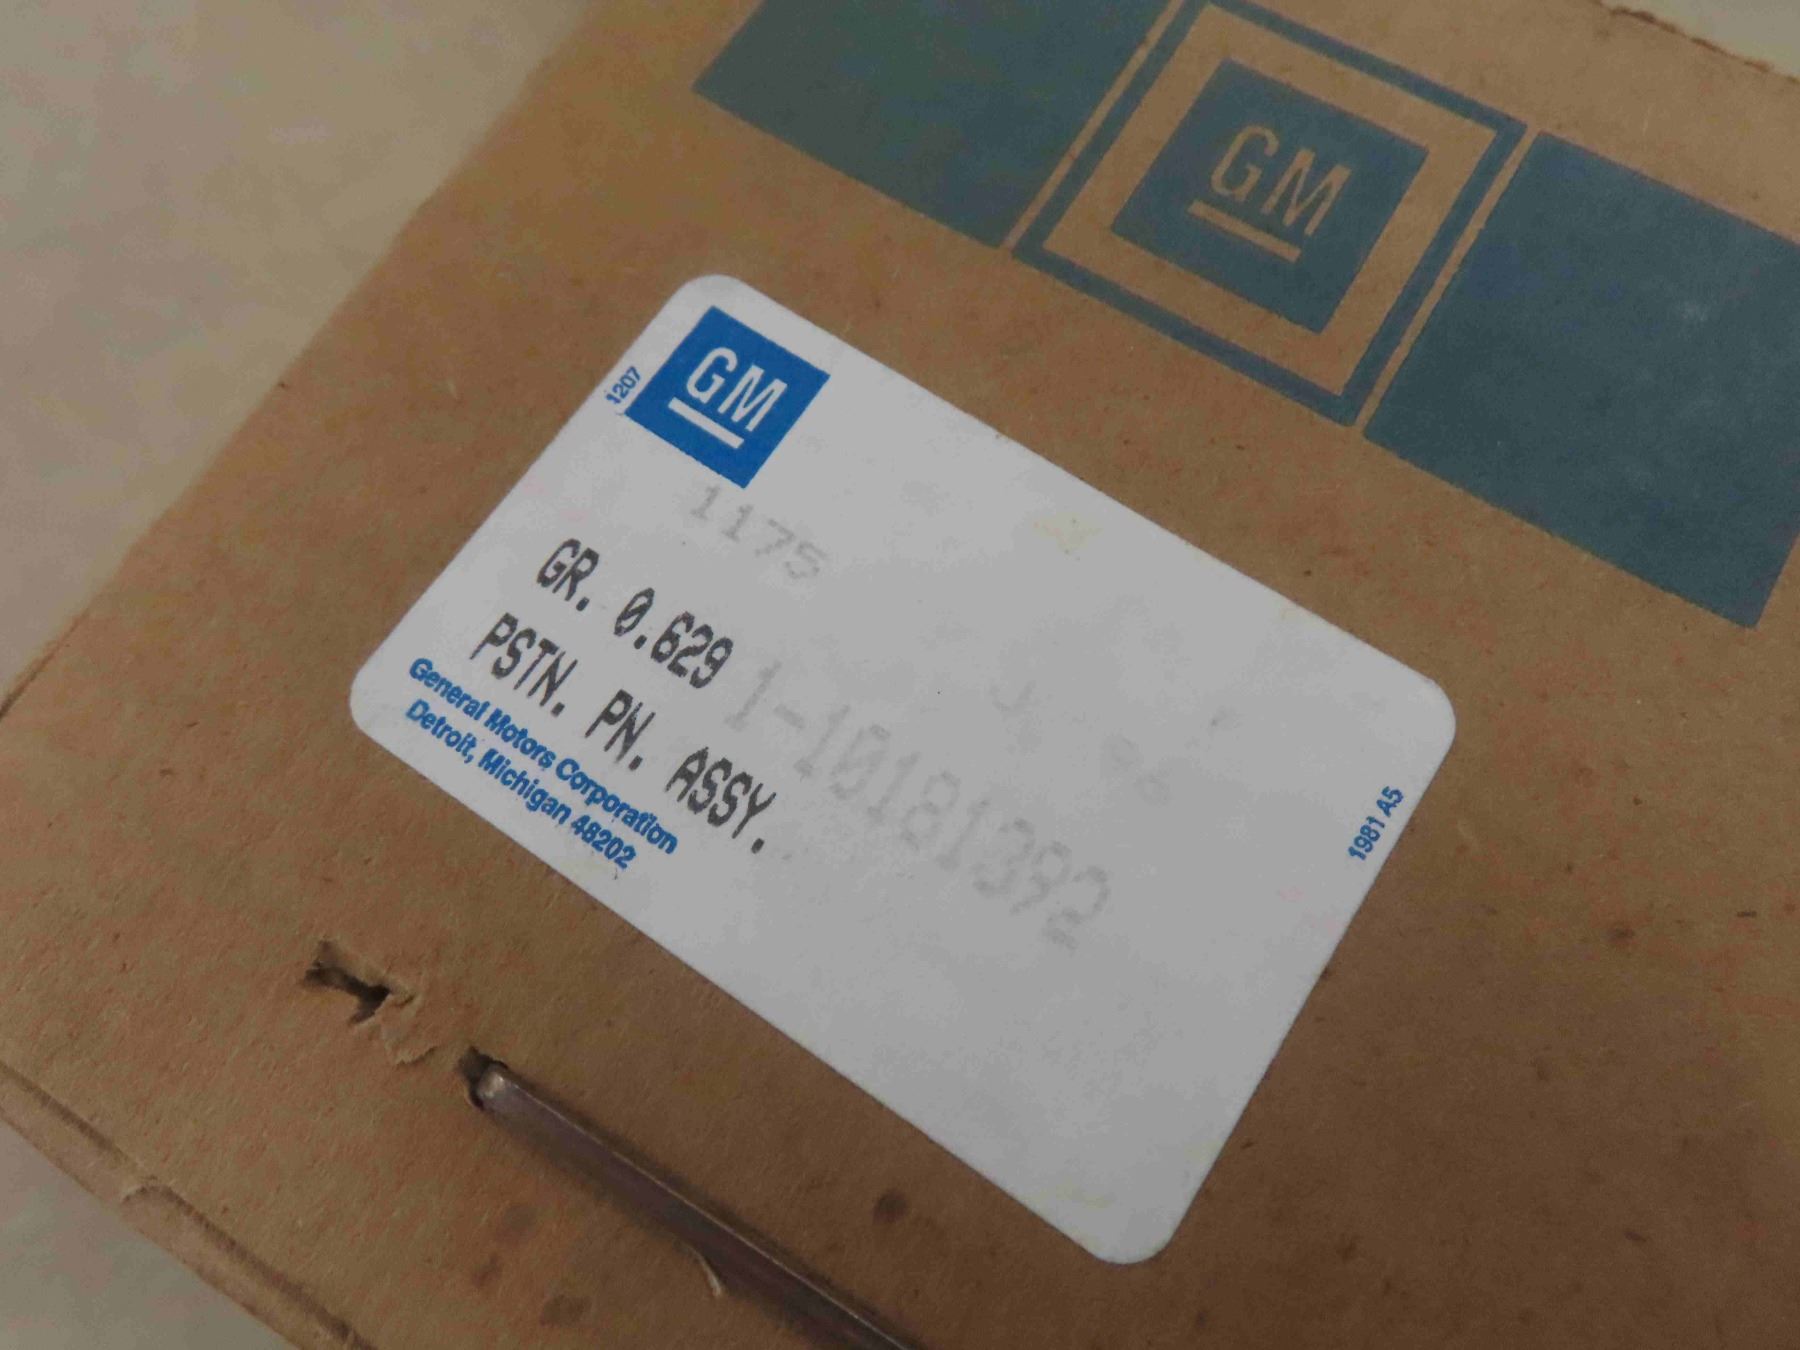 GM
GM
1207
1175
GR. 0.629
1-10181392
PSTN. PN. ASSY.
General Motors Corporation
Detroit, Michigan 48202
1981 A5